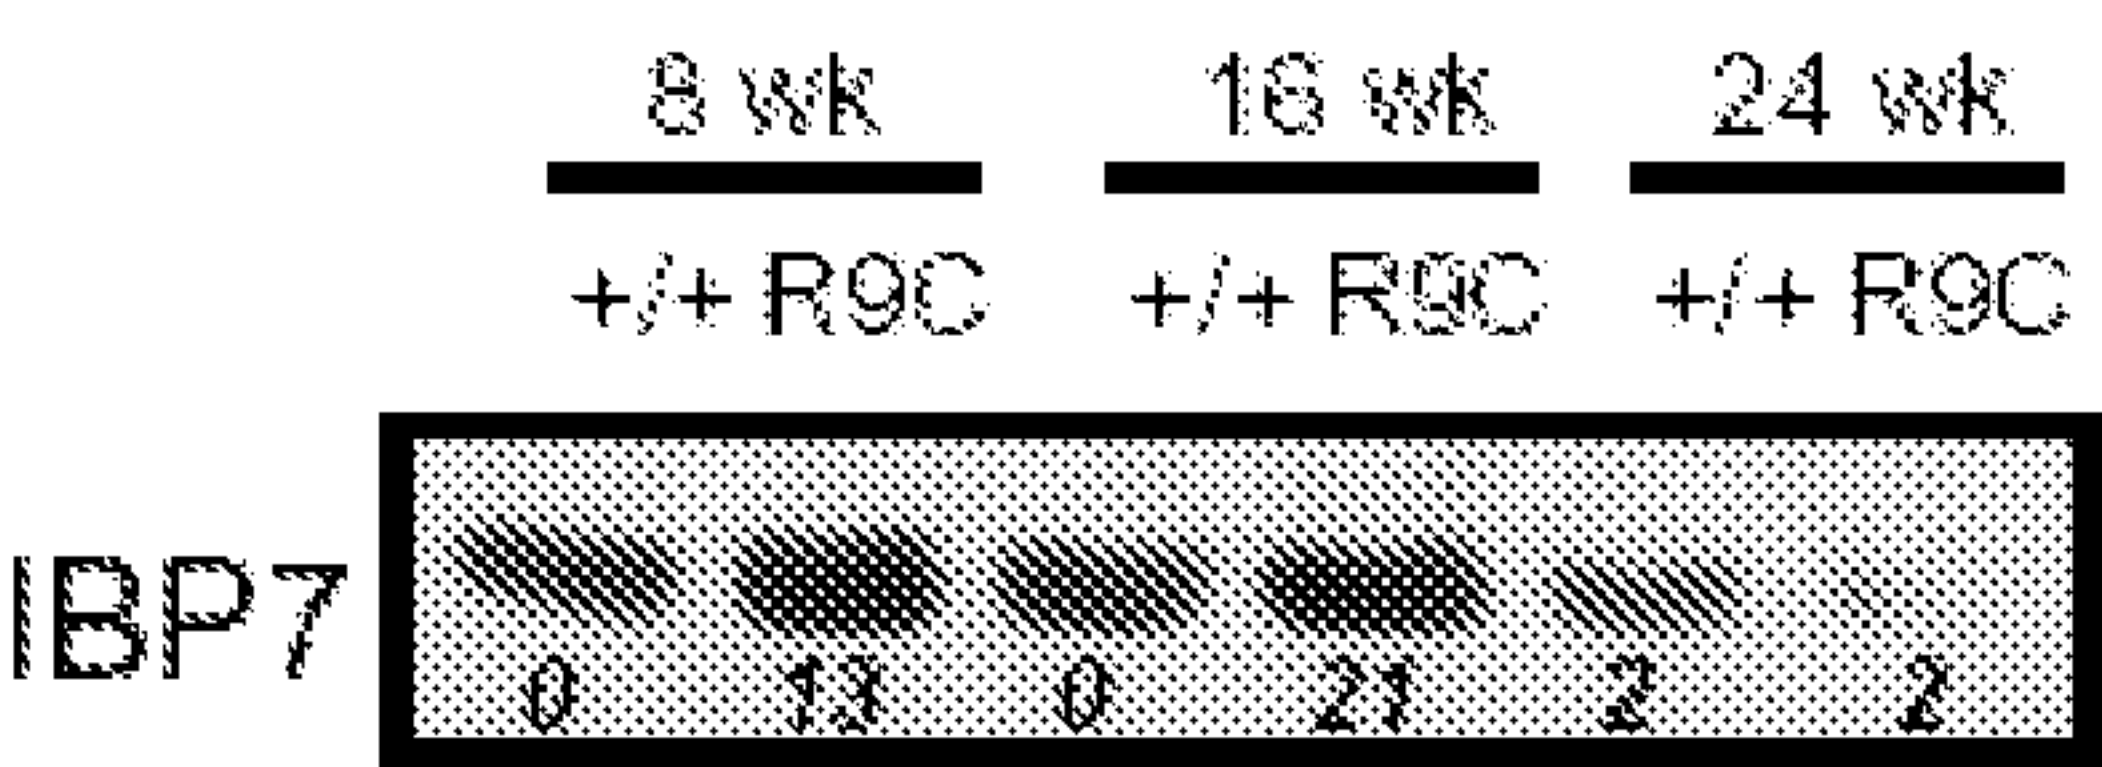 8 wk 16 wk 24 wk
+/+ R9C +/+ R9C +/+ R9C
IBP7
0 13 0 21 2 2